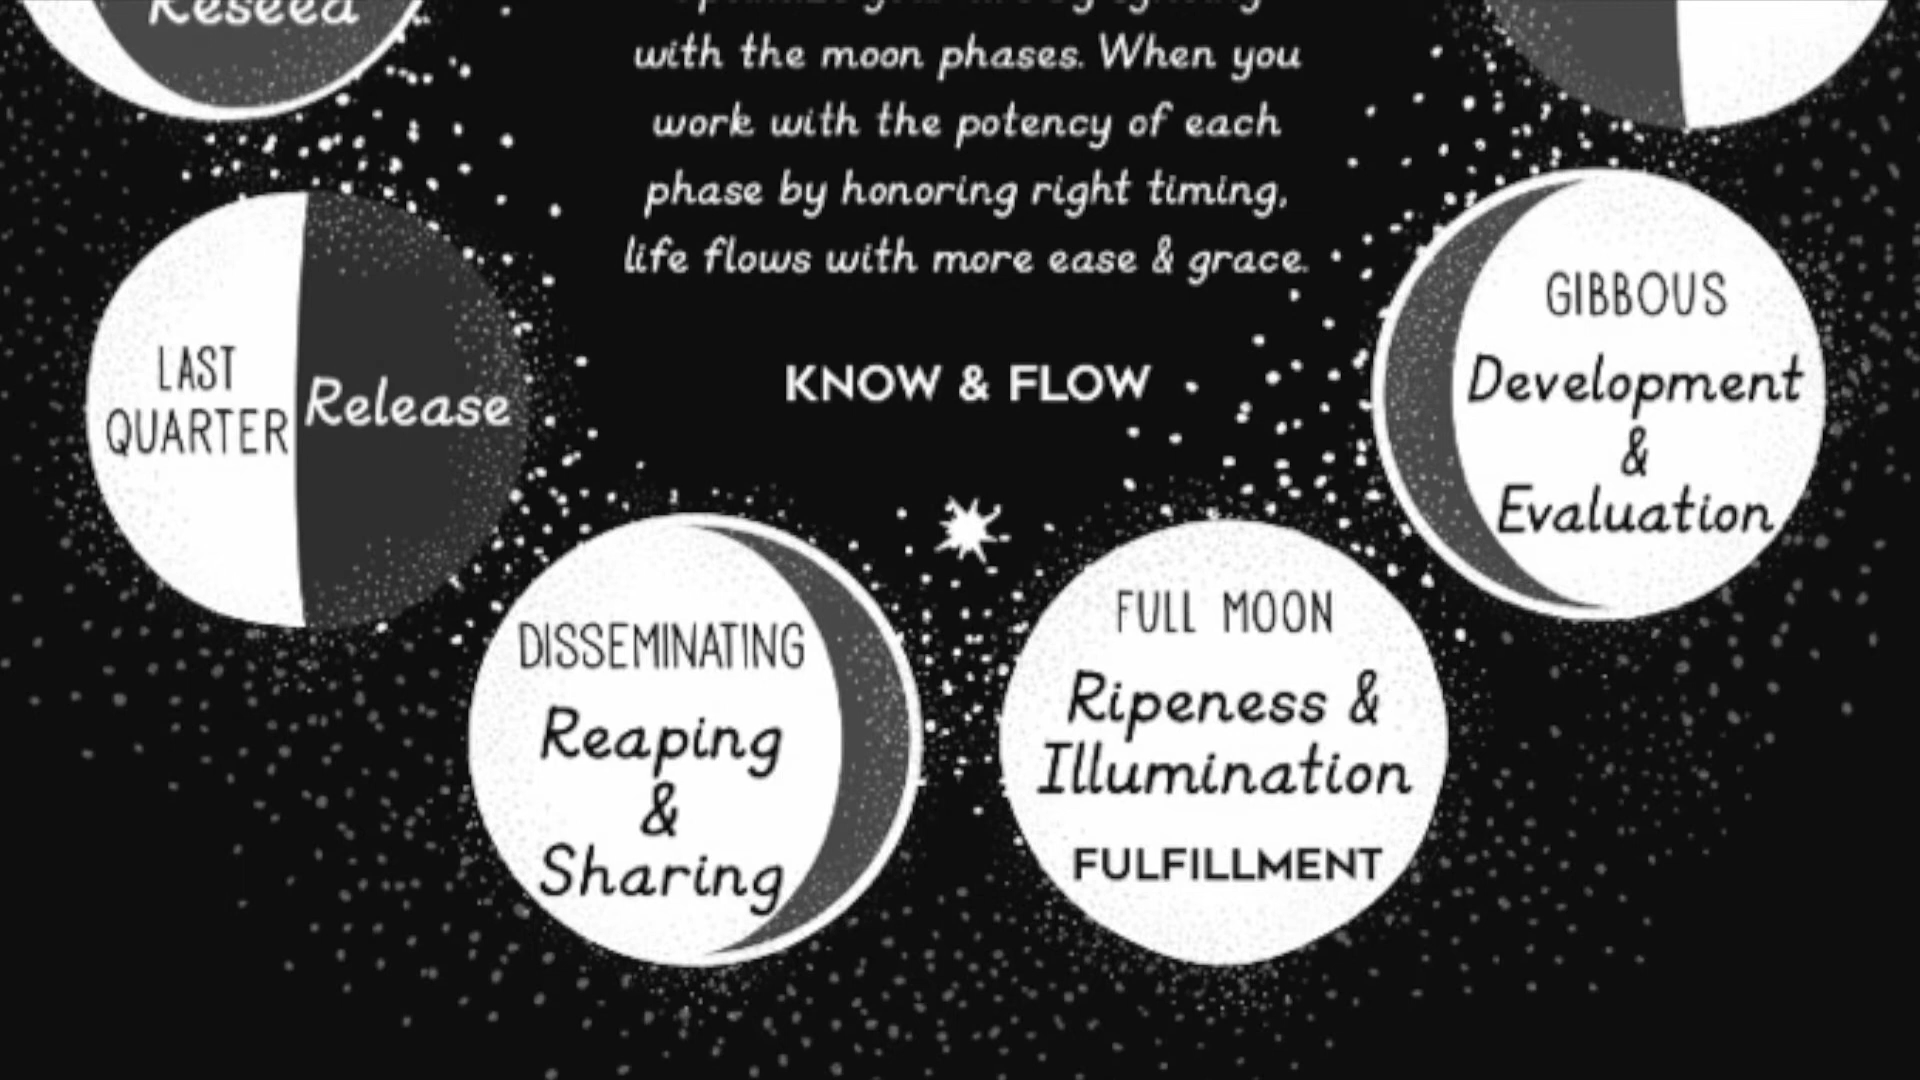 Reseed
with the moon phases. When you
work with the potency of each
phase by honoring right timing,
life flows with more ease & grace.
KNOW & FLOW
LAST
QUARTER
Release
GIBBOUS
Development
&
Evaluation
DISSEMINATING
Reaping
&
Sharing
FULL MOON
Ripeness &
Illumination
FULFILLMENT